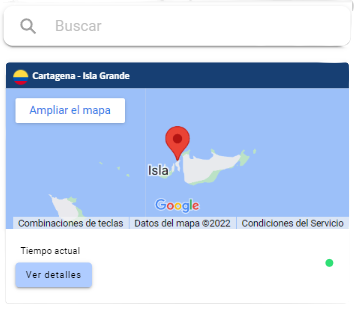 Buscar
Cartagena - Isla Grande
Ampliar el mapa
Isla
Google
Combinaciones de teclas
Datos del mapa ©2022
Condiciones del Servicio
Tiempo actual
Ver detalles